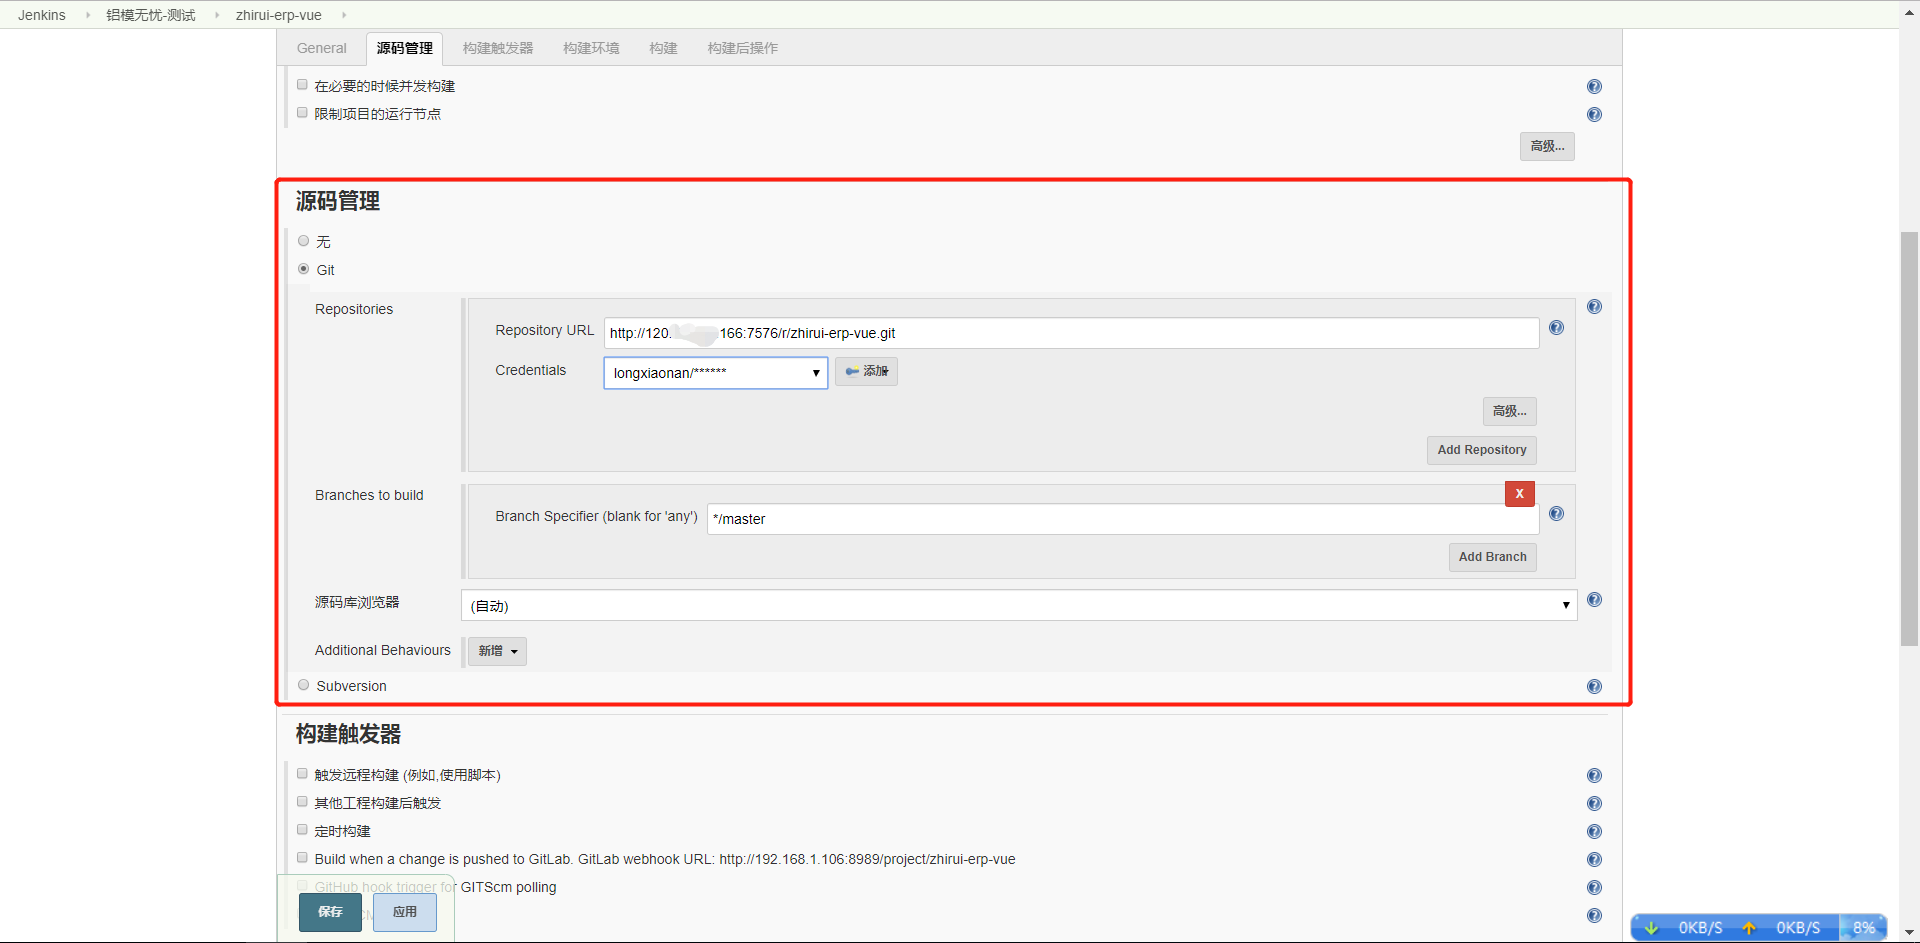 Jenkins 铝模无忧-测试 zhirui-erp-vue
General 源码管理 构建触发器 构建环境 构建 构建后操作
在必要的时候并发构建
限制项目的运行节点
高级...
源码管理
无
Git
Repositories
Repository URL http://120. 166:7576/r/zhirui-erp-vue.git
Credentials longxiaonan/****** 添加
高级...
Add Repository
Branches to build
X
Branch Specifier (blank for 'any') */master
Add Branch
源码库浏览器 (自动)
Additional Behaviours 新增
Subversion
构建触发器
触发远程构建 (例如,使用脚本)
其他工程构建后触发
定时构建
Build when a change is pushed to GitLab. GitLab webhook URL: http://192.168.1.106:8989/project/zhirui-erp-vue
GitHub hook trigger for GITScm polling
保存 应用
0KB/S 0KB/S 8%